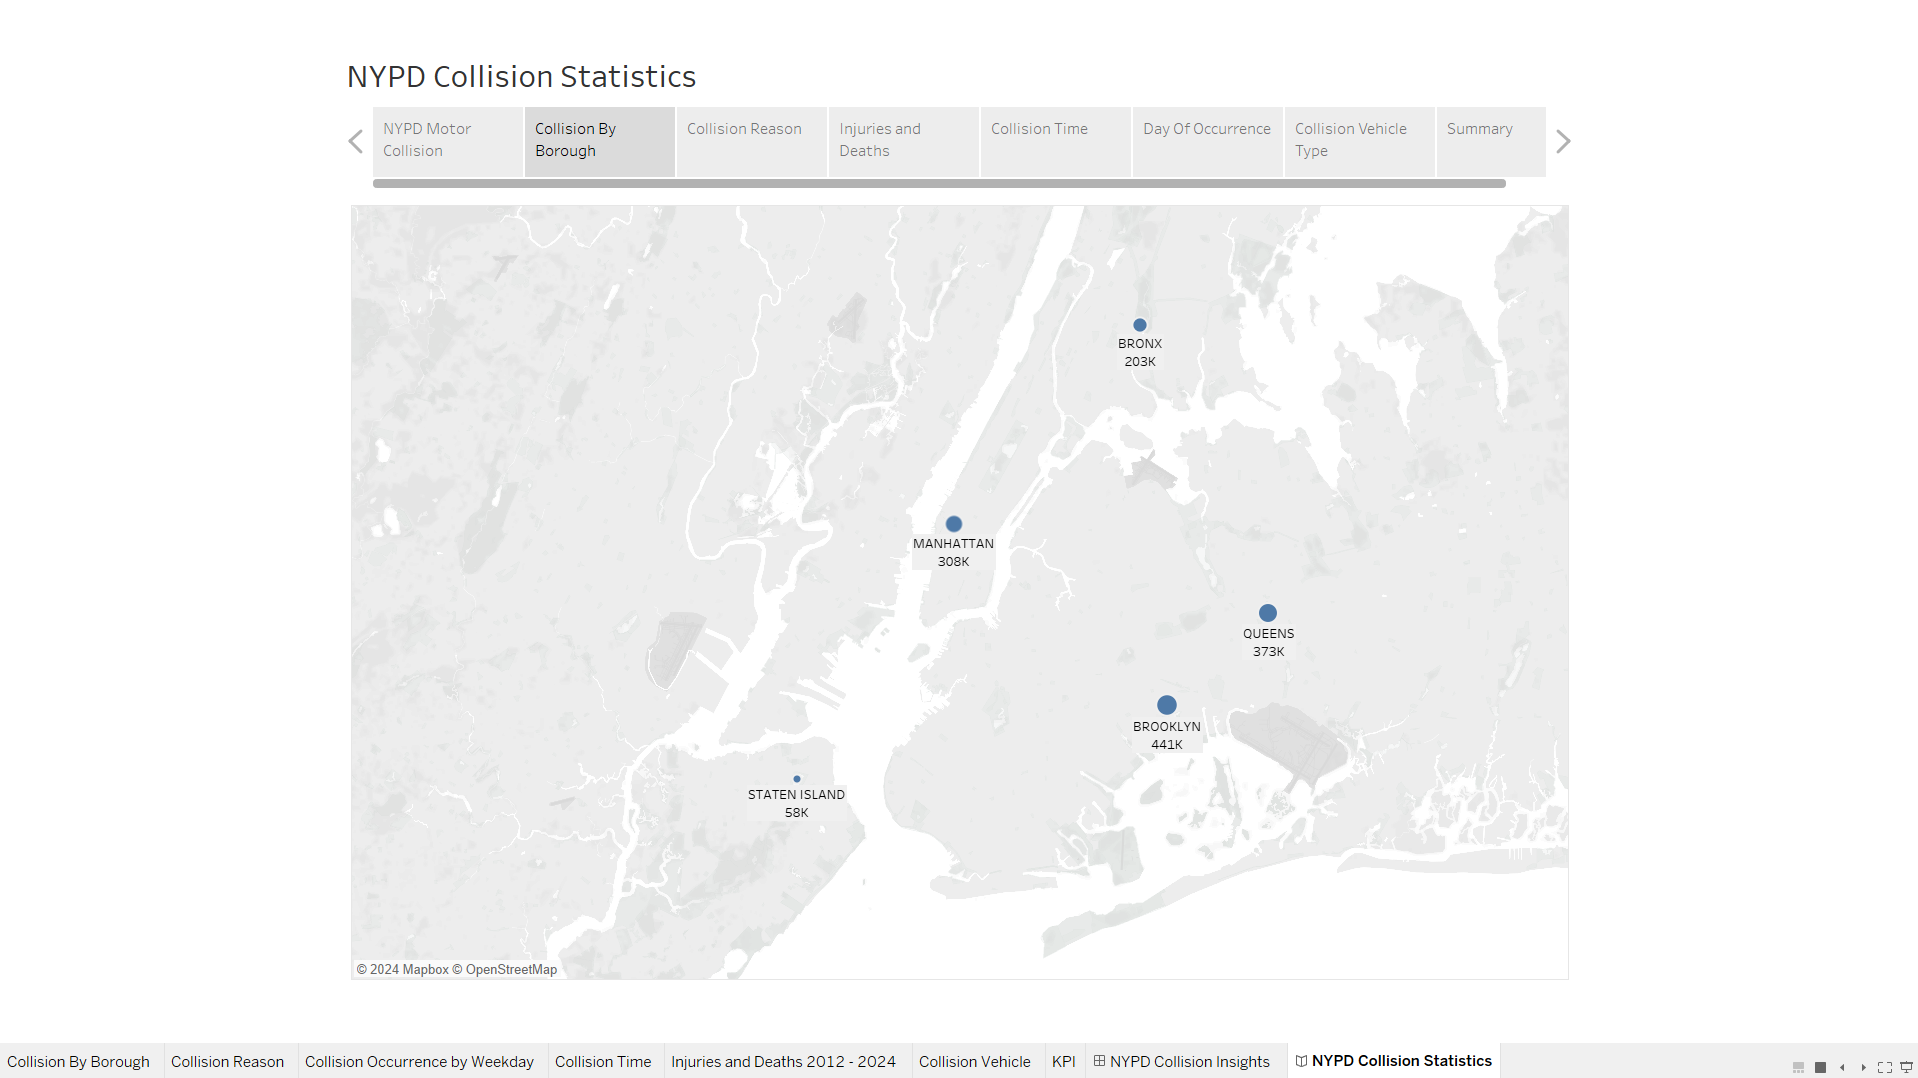 NYPD Collision Statistics
NYPD Motor
Collision
Collision By
Borough
Collision Reason
Injuries and
Deaths
Collision Time
Day Of Occurrence
Collision Vehicle
Type
Summary
BRONX
203K
MANHATTAN
308K
QUEENS
373K
BROOKLYN
441K
STATEN ISLAND
58K
© 2024 Mapbox © OpenStreetMap
Collision By Borough
Collision Reason
Collision Occurrence by Weekday
Collision Time
Injuries and Deaths 2012 - 2024
Collision Vehicle
KPI
NYPD Collision Insights
NYPD Collision Statistics